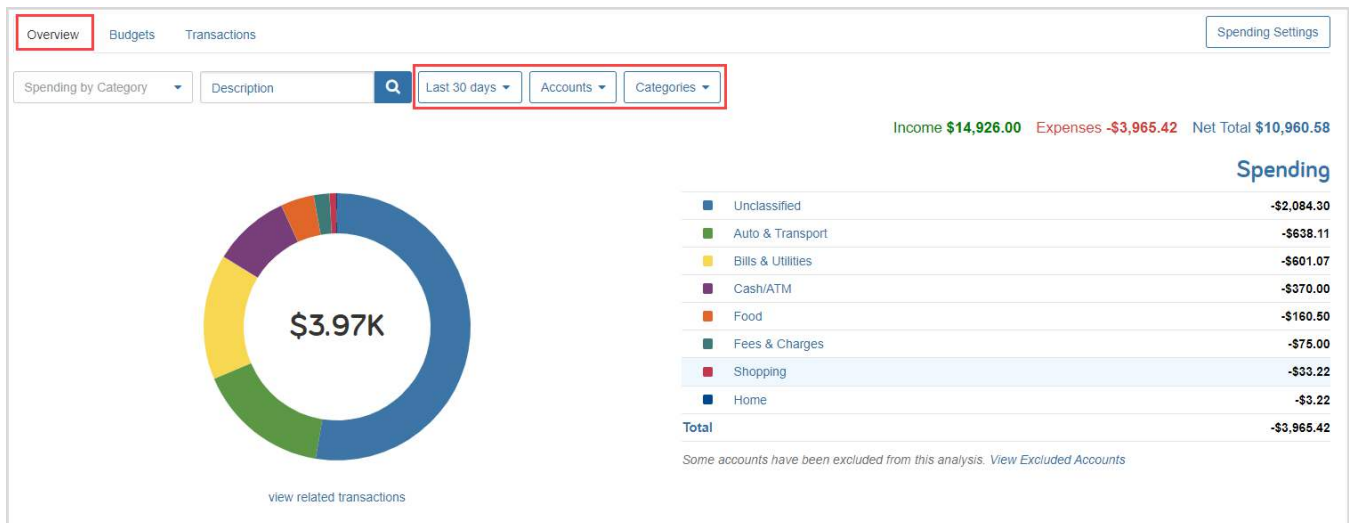 Overview Budgets Transactions Spending Settings
Spending by Category Description Last 30 days Accounts Categories
Income $14,926.00 Expenses -$3,965.42 Net Total $10,960.58
Spending
Unclassified -$2,084.30
Auto & Transport -$638.11
Bills & Utilities -$601.07
Cash/ATM -$370.00
Food -$160.50
Fees & Charges -$75.00
Shopping -$33.22
Home -$3.22
Total -$3,965.42
Some accounts have been excluded from this analysis. View Excluded Accounts
$3.97K
view related transactions